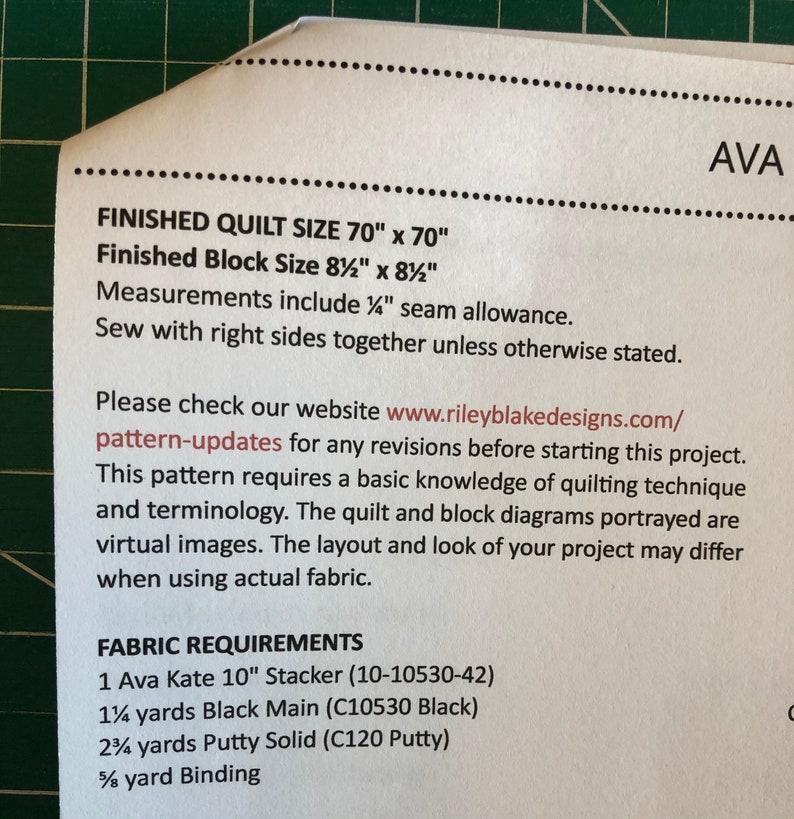 AVA
FINISHED QUILT SIZE 70" x 70"
Finished Block Size 8½" x 8½"
Measurements include ¼" seam allowance.
Sew with right sides together unless otherwise stated.
Please check our website www.rileyblakedesigns.com/
pattern-updates for any revisions before starting this project.
This pattern requires a basic knowledge of quilting technique
and terminology. The quilt and block diagrams portrayed are
virtual images. The layout and look of your project may differ
when using actual fabric.
FABRIC REQUIREMENTS
1 Ava Kate 10" Stacker (10-10530-42)
1¼ yards Black Main (C10530 Black)
2¾ yards Putty Solid (C120 Putty)
⅝ yard Binding